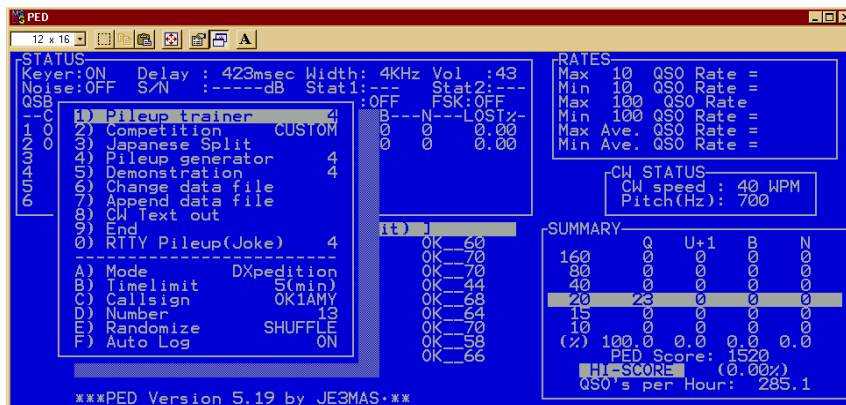 PED
12 x 16
A
STATUS
Keyer:ON Delay : 423msec Width: 4KHz Vol :43
Noise:OFF S/N :-----dB Stat1:--- Stat2:---
QSB :OFF FSK:OFF
--C B---N---LOST%-
1 0 0 0 0.00
2 0 0 0 0.00
3
4
5
6
1) Pileup trainer 4
2) Competition CUSTOM
3) Japanese Split
4) Pileup generator 4
5) Demonstration 4
6) Change data file
7) Append data file
8) CW Text out
9) End
0) RTTY Pileup(Joke) 4
A) Mode DXpedition
B) Timelimit 5(min)
C) Callsign OK1AMY
D) Number 13
E) Randomize SHUFFLE
F) Auto Log ON
it) ]
OK__60
OK__70
OK__70
OK__44
OK__68
OK__64
OK__70
OK__58
OK__66
***PED Version 5.19 by JE3MAS.**
RATES
Max 10 QSO Rate =
Min 10 QSO Rate =
Max 100 QSO Rate
Min 100 QSO Rate =
Max Ave. QSO Rate =
Min Ave. QSO Rate =
CW STATUS
CW speed : 40 WPM
Pitch(Hz): 700
SUMMARY
Q U+1 B N
160 0 0 0 0
80 0 0 0 0
40 0 0 0 0
20 23 0 0 0
15 0 0 0 0
10 0 0 0 0
(%) 100.0 0.0 0.0 0.0
PED Score: 1520
HI-SCORE (0.00%)
QSO's per Hour: 285.1